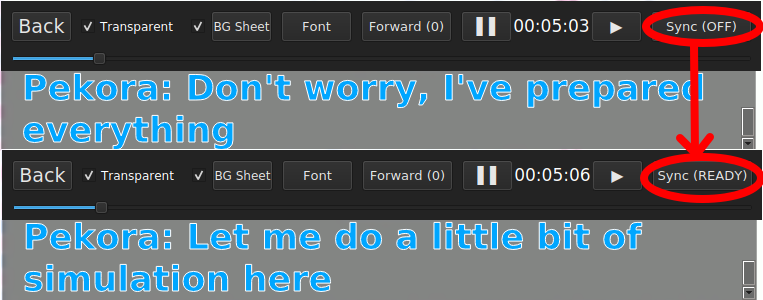 Back ✓ Transparent ✓ BG Sheet Font Forward (0) 00:05:03 Sync (OFF)
Pekora: Don't worry, I've prepared
everything
Back ✓ Transparent ✓ BG Sheet Font Forward (0) 00:05:06 Sync (READY)
Pekora: Let me do a little bit of
simulation here